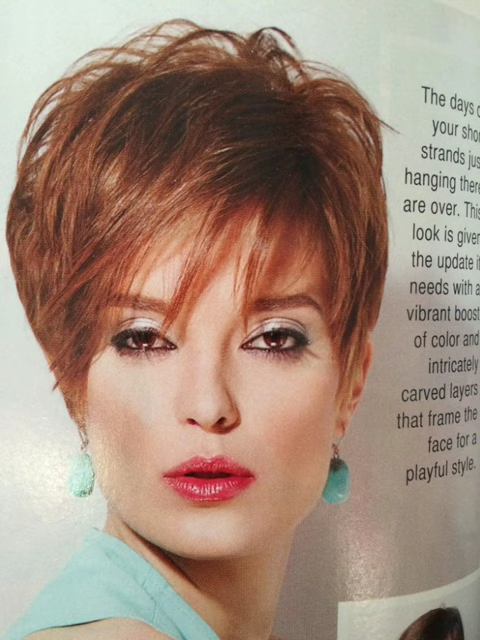 The days
your
strands
hanging there
are over. This
look is given
the update
needs with a
vibrant boost
of color and
intricately
carved layers
that frame the
face for a
playful style.